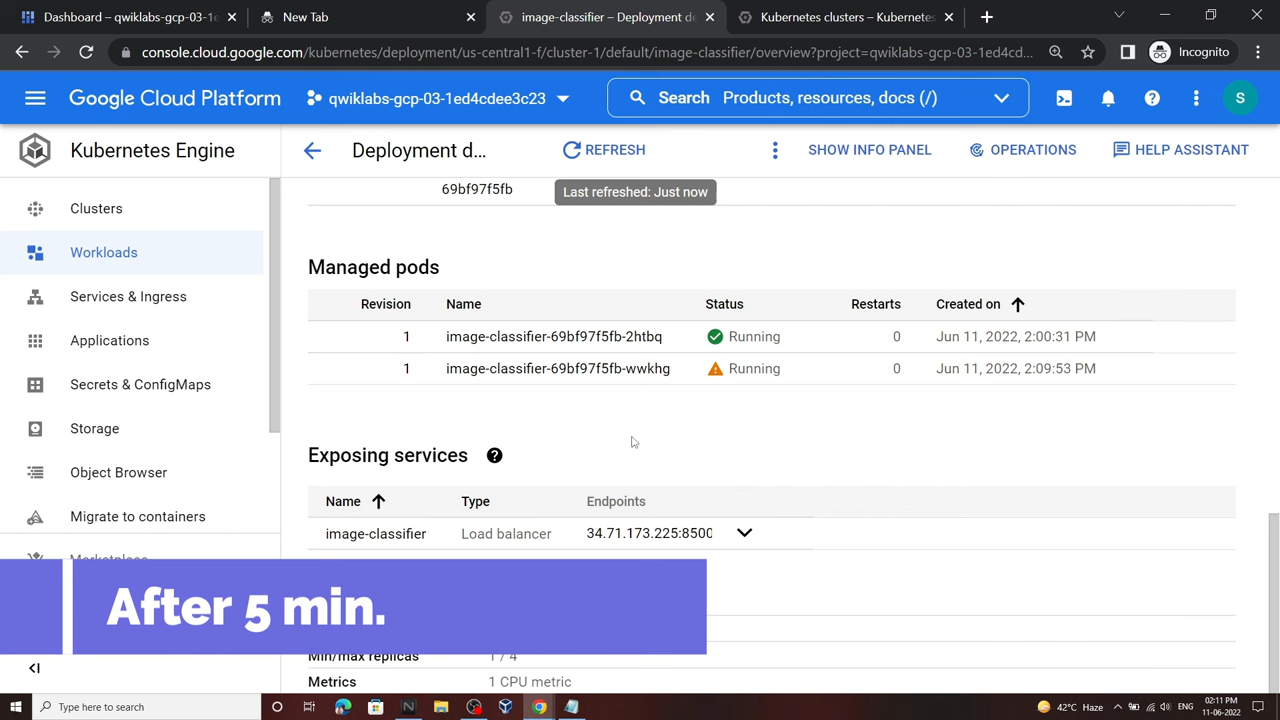 Dashboard – qwiklabs-gcp-03-1e
New Tab
image-classifier – Deployment de
Kubernetes clusters – Kubernetes
console.cloud.google.com/kubernetes/deployment/us-central1-f/cluster-1/default/image-classifier/overview?project=qwiklabs-gcp-03-1ed4cd...
Incognito
Google Cloud Platform
qwiklabs-gcp-03-1ed4cdee3c23
Search Products, resources, docs (/)
S
Kubernetes Engine
Deployment d...
REFRESH
SHOW INFO PANEL
OPERATIONS
HELP ASSISTANT
69bf97f5fb
Last refreshed: Just now
Clusters
Workloads
Services & Ingress
Applications
Secrets & ConfigMaps
Storage
Object Browser
Migrate to containers
Marketplace
Managed pods
Revision Name Status Restarts Created on
1 image-classifier-69bf97f5fb-2htbq Running 0 Jun 11, 2022, 2:00:31 PM
1 image-classifier-69bf97f5fb-wwkhg Running 0 Jun 11, 2022, 2:09:53 PM
Exposing services
Name Type Endpoints
image-classifier Load balancer 34.71.173.225:8500
After 5 min.
Min/max replicas 1 / 4
Metrics 1 CPU metric
Type here to search
42°C Haze
ENG
02:11 PM
11-06-2022